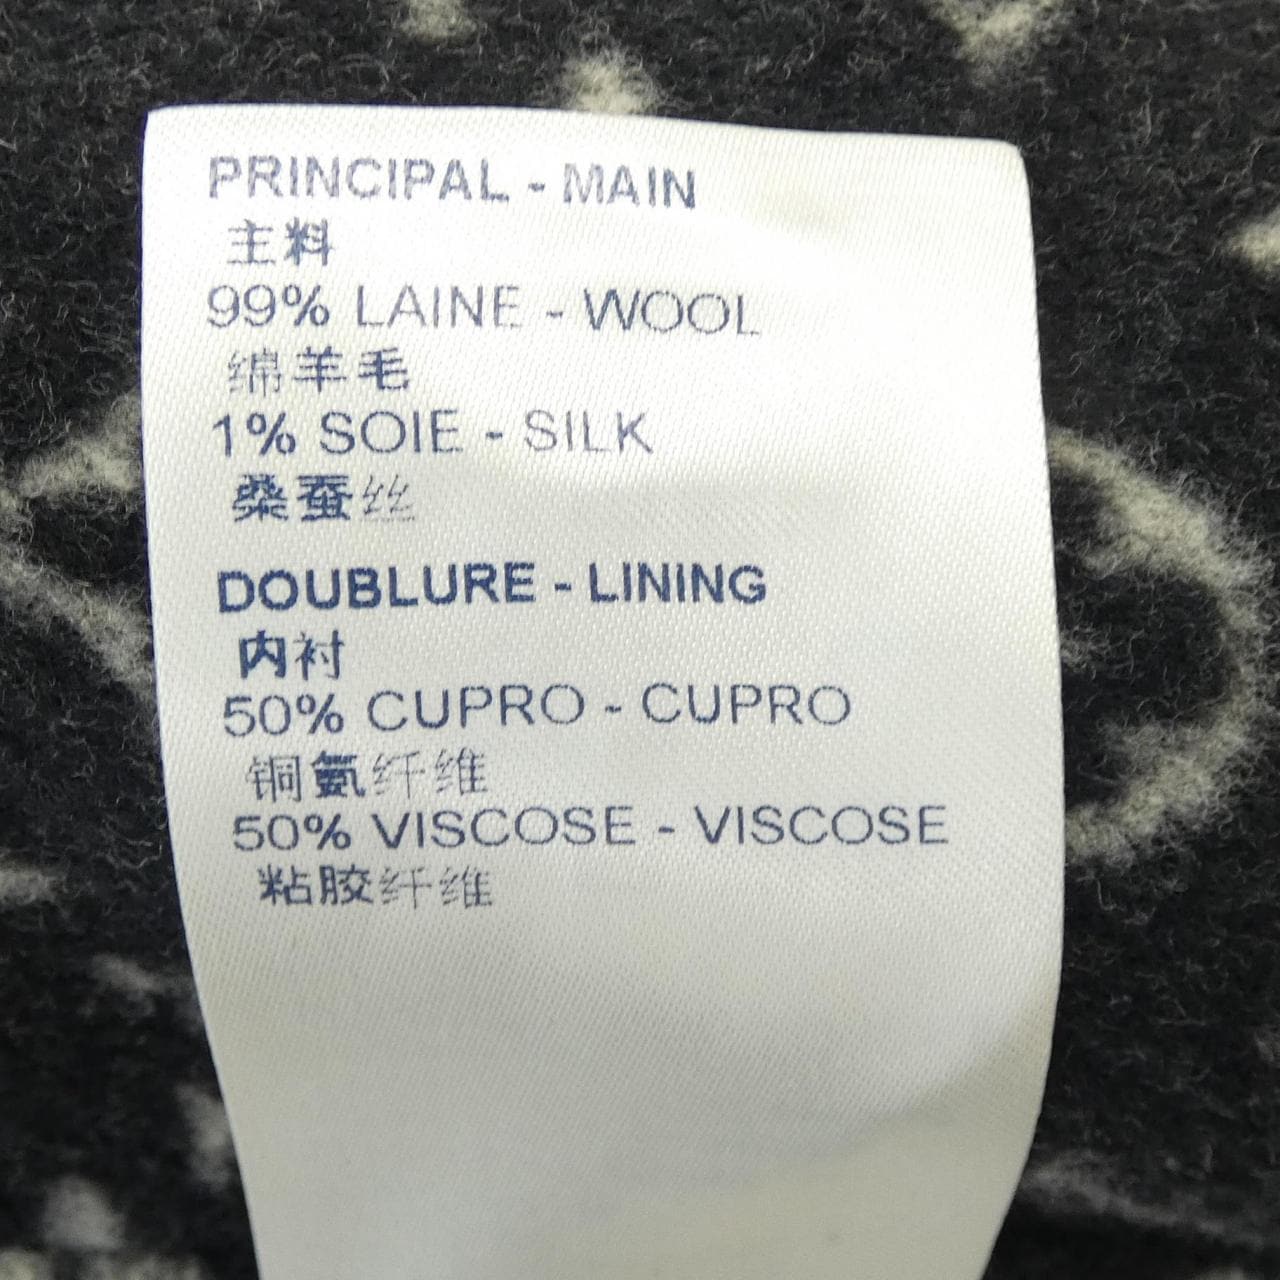 PRINCIPAL - MAIN
主料
99% LAINE - WOOL
绵羊毛
1% SOIE - SILK
桑蚕丝
DOUBLURE - LINING
内衬
50% CUPRO - CUPRO
铜氨纤维
50% VISCOSE - VISCOSE
粘胶纤维